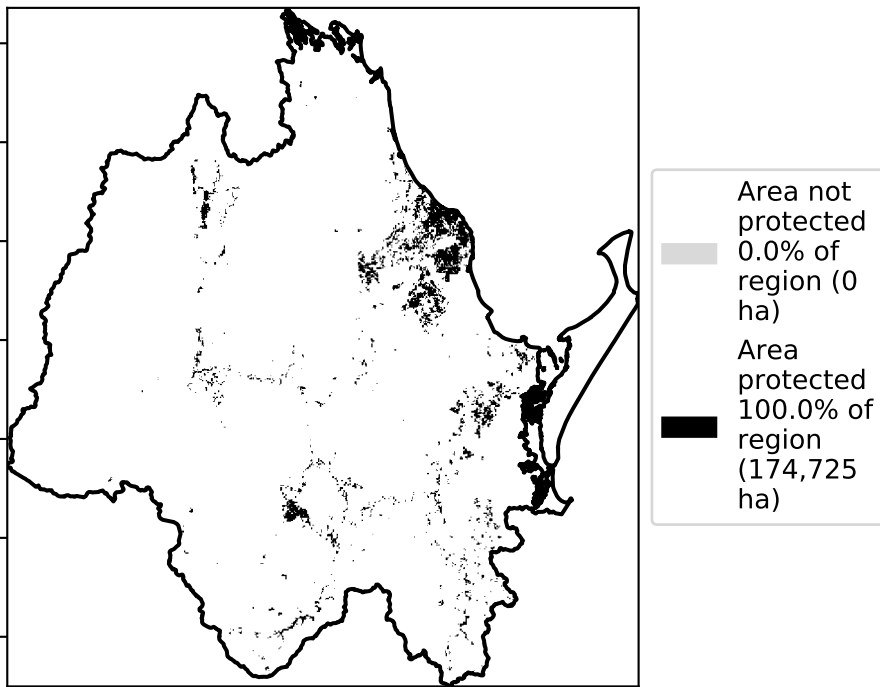 Area not
protected
0.0% of
region (0
ha)
Area
protected
100.0% of
region
(174,725
ha)